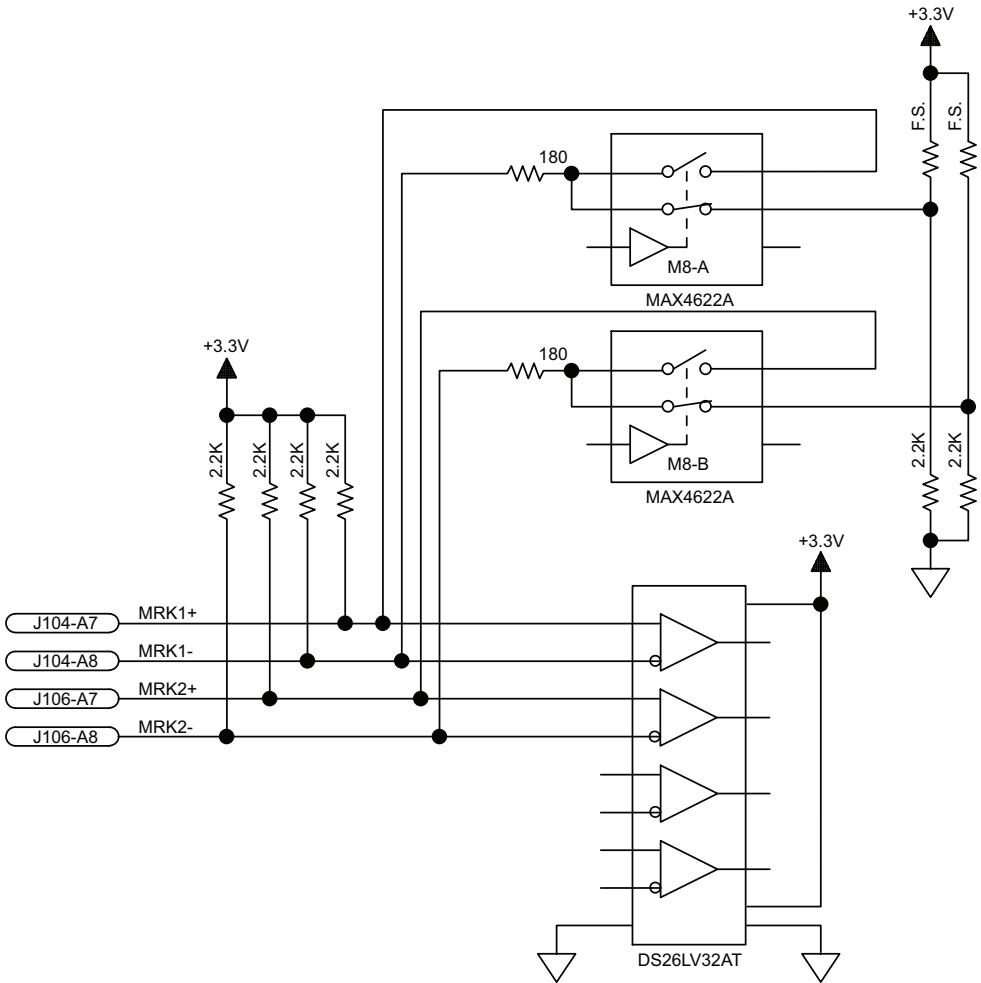 +3.3V
F.S.
F.S.
180
M8-A
MAX4622A
180
+3.3V
M8-B
MAX4622A
2.2K
2.2K
2.2K
2.2K
2.2K
2.2K
+3.3V
J104-A7
MRK1+
J104-A8
MRK1-
J106-A7
MRK2+
J106-A8
MRK2-
DS26LV32AT